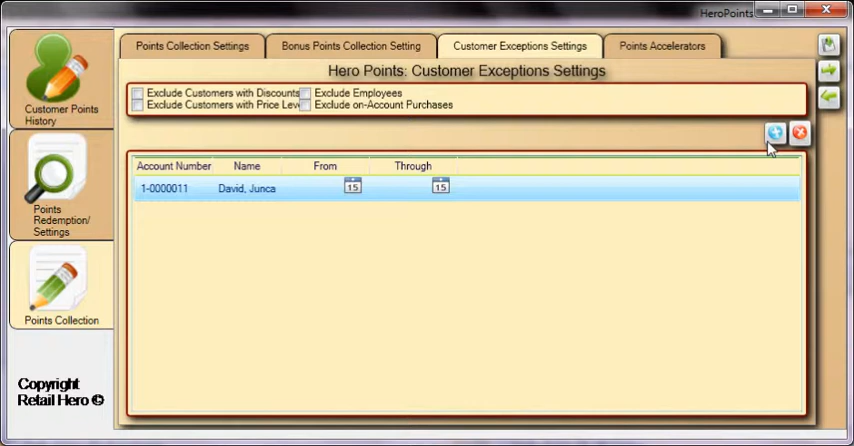 HeroPoints
Points Collection Settings
Bonus Points Collection Setting
Customer Exceptions Settings
Points Accelerators
Hero Points: Customer Exceptions Settings
Exclude Customers with Discounts
Exclude Employees
Exclude Customers with Price Leve
Exclude on-Account Purchases
Customer Points
History
Points
Redemption/
Settings
Points Collection
Account Number Name From Through
1-0000011 David, Junca 15 15
Copyright
Retail Hero ©